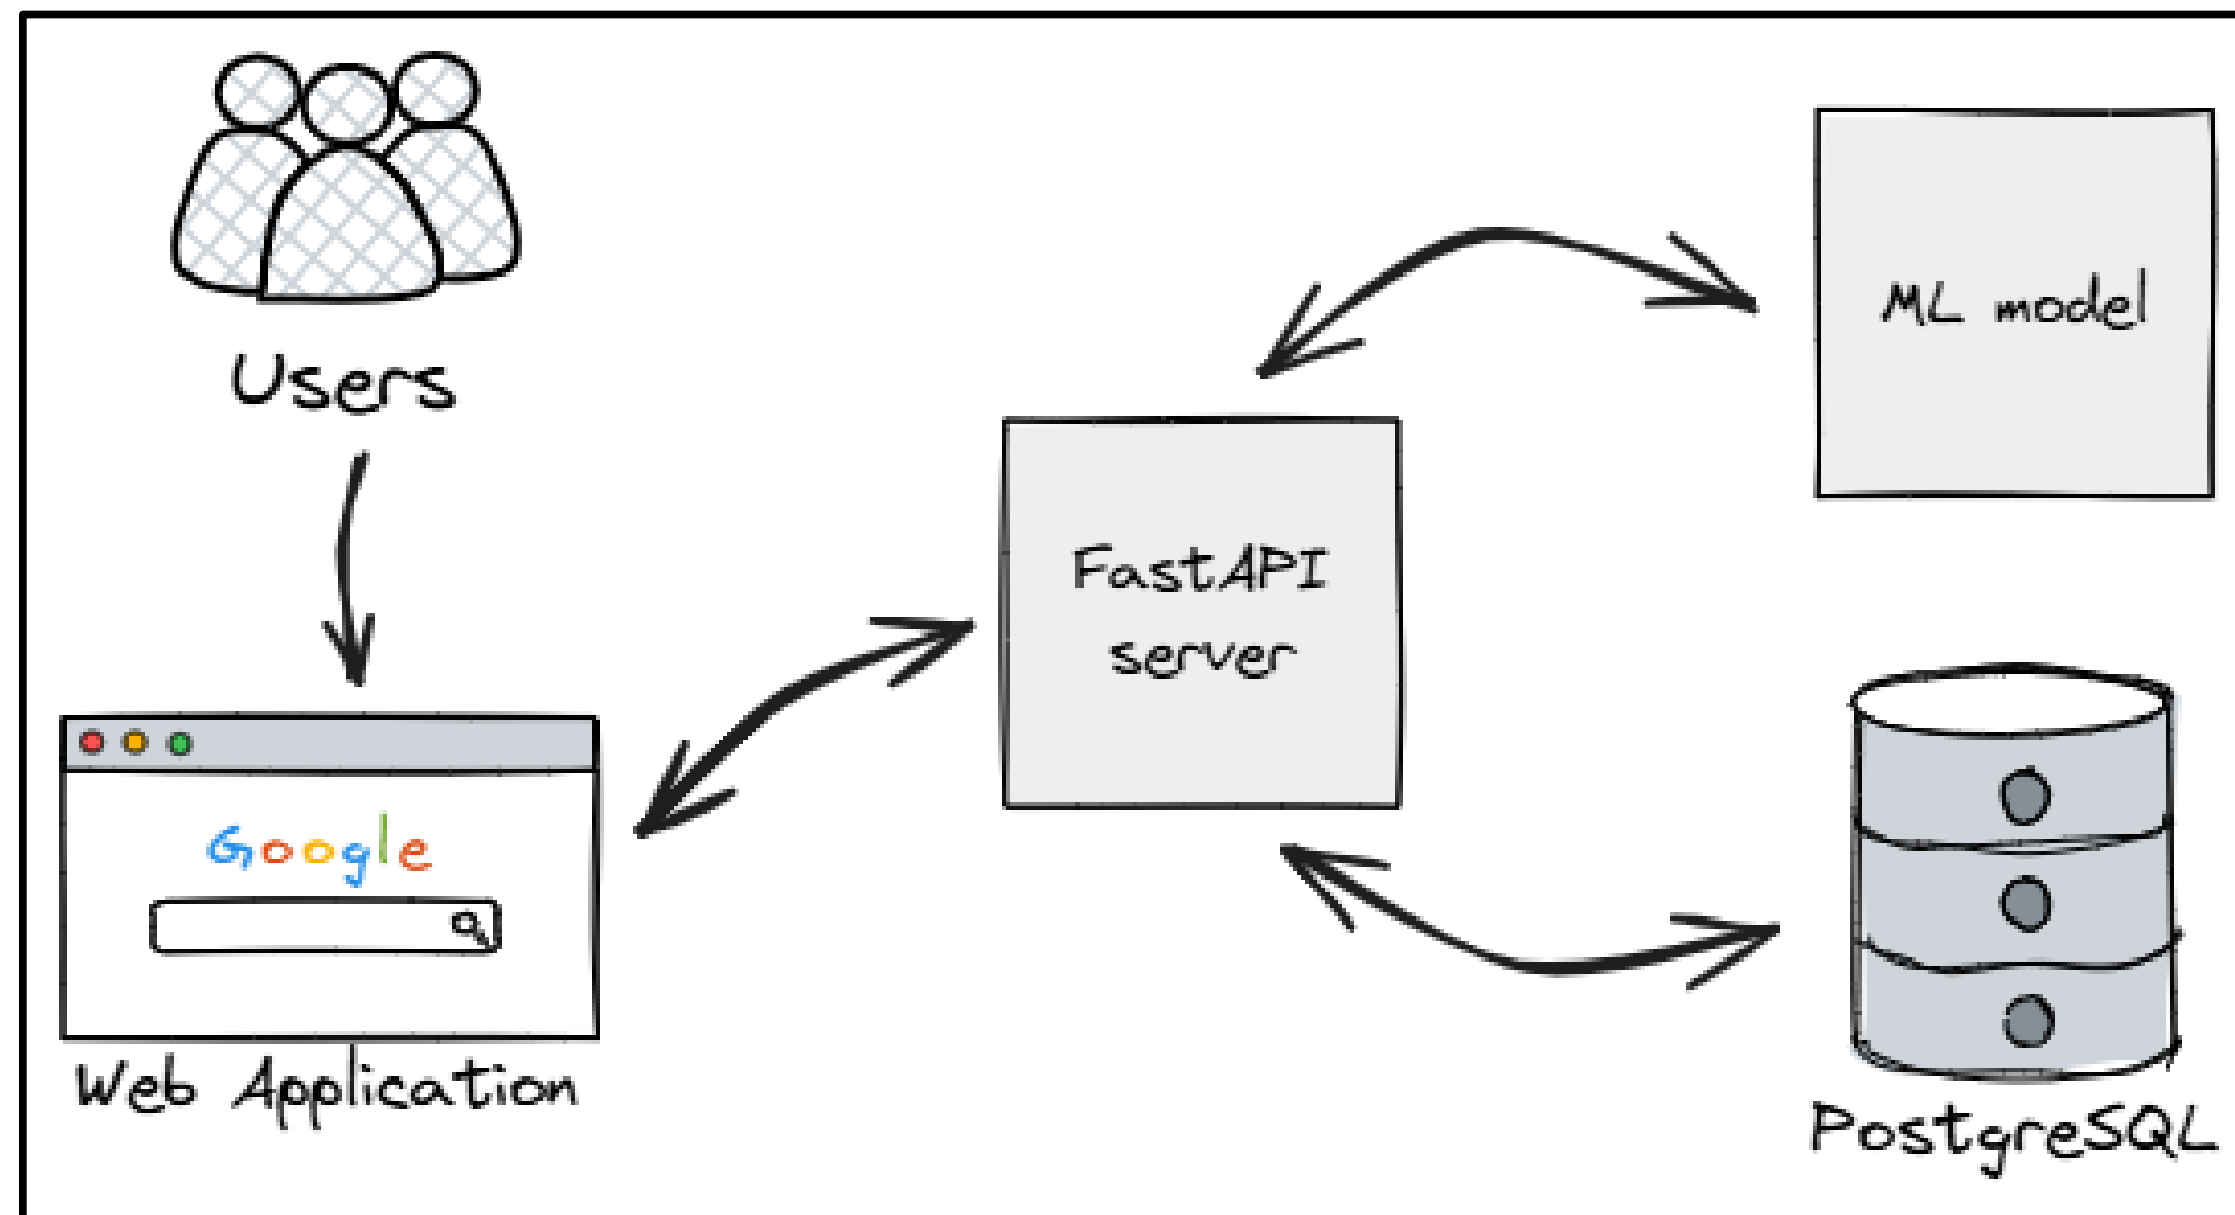 Users
ML model
FastAPI
server
Google
Web Application
PostgreSQL